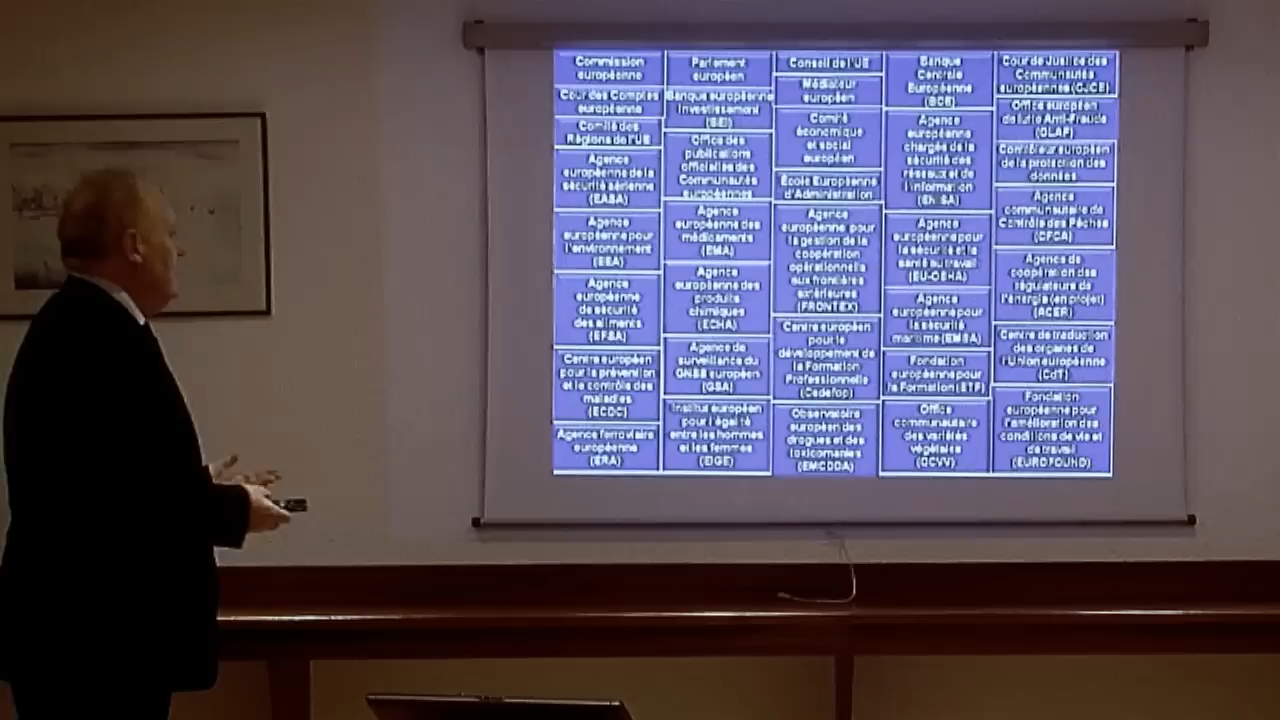 Commission
européenne
Cour des Comptes
européenne
Comité des
Régions de l'UE
Agence
européenne de la
sécurité aérienne
(EASA)
Agence
européenne pour
l'environnement
(EEA)
Agence
européenne
de sécurité
des aliments
(EFSA)
Centre européen
pour la prévention
et le contrôle des
maladies
(ECDC)
Agence ferroviaire
européenne
(ERA)
Parlement
européen
Banque européenne
Investissement
(BEI)
Office des
publications
officielles des
Communautés
européennes
Agence
européenne des
médicaments
(EMA)
Agence
européenne des
produits
chimiques
(ECHA)
Agence de
surveillance du
GNSS européen
(GSA)
Institut européen
pour l'égalité
entre les hommes
et les femmes
(EIGE)
Conseil de l'UE
Médiateur
européen
Comité
économique
et social
européen
École Européenne
d'Administration
Agence
européenne pour
la gestion de la
coopération
opérationnelle
aux frontières
extérieures
(FRONTEX)
Centre européen
pour le
développement de
la Formation
Professionnelle
(Cedefop)
Observatoire
européen des
drogues et des
toxicomanies
(EMCDDA)
Banque
Centrale
Européenne
(BCE)
Agence
européenne
chargée de la
sécurité des
réseaux et de
l'information
(ENISA)
Agence
européenne pour
la sécurité et la
santé au travail
(EU-OSHA)
Agence
européenne pour
la sécurité
maritime (EMSA)
Fondation
européenne pour
la Formation (ETF)
Office
communautaire
des variétés
végétales
(OCVV)
Cour de Justice des
Communautés
européennes (CJCE)
Office européen
de lutte Anti-Fraude
(OLAF)
Contrôleur européen
de la protection des
données
Agence
communautaire de
Contrôle des Pêches
(CFCA)
Agence de
coopération des
régulateurs de
l'énergie (en projet)
(ACER)
Centre de traduction
des organes de
l'Union européenne
(CdT)
Fondation
européenne pour
l'amélioration des
conditions de vie et
de travail
(EUROFOUND)